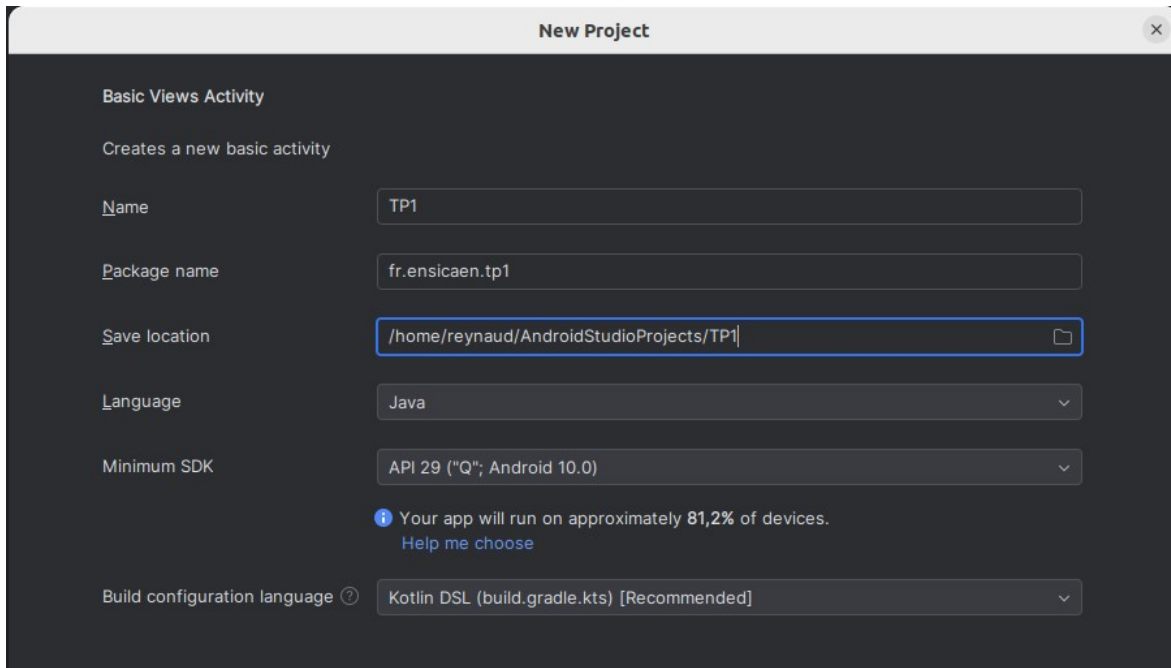 New Project
Basic Views Activity
Creates a new basic activity
Name
TP1
Package name
fr.ensicaen.tp1
Save location
/home/reynaud/AndroidStudioProjects/TP1
Language
Java
Minimum SDK
API 29 ("Q"; Android 10.0)
Your app will run on approximately 81,2% of devices.
Help me choose
Build configuration language
Kotlin DSL (build.gradle.kts) [Recommended]